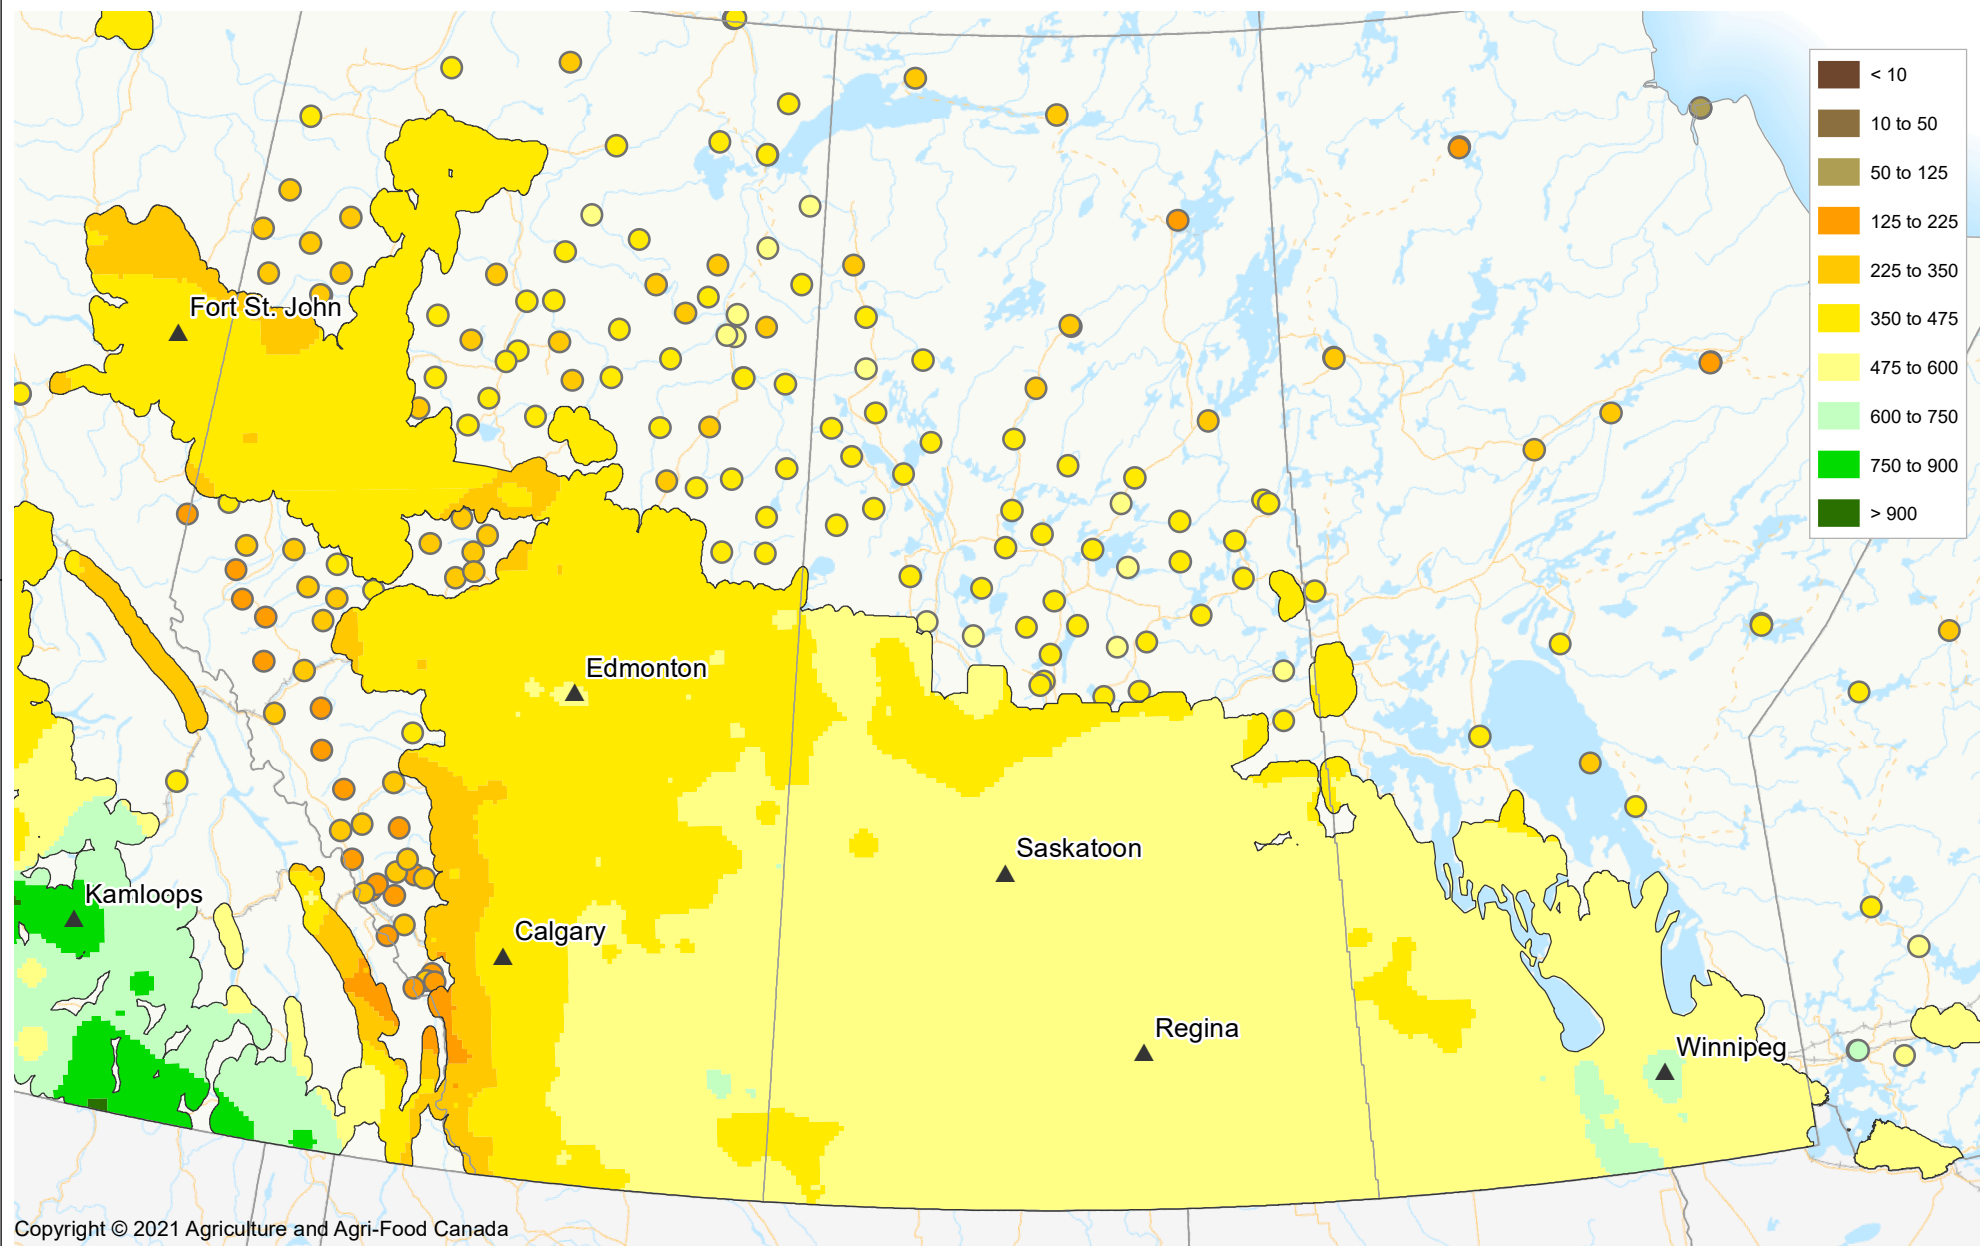 < 10
10 to 50
50 to 125
125 to 225
225 to 350
350 to 475
475 to 600
600 to 750
750 to 900
> 900
Fort St. John
Edmonton
Saskatoon
Kamloops
Calgary
Regina
Winnipeg
Copyright © 2021 Agriculture and Agri-Food Canada